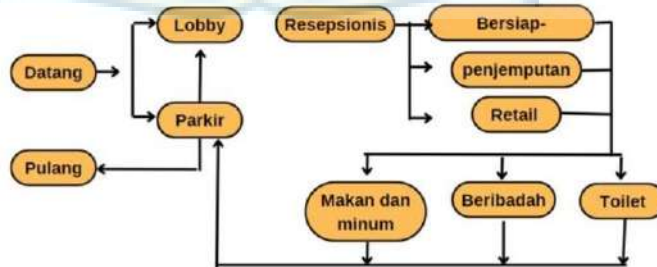 Lobby
Resepsionis
Bersiap-
Datang
penjemputan
Parkir
Retail
Pulang
Makan dan
minum
Beribadah
Toilet